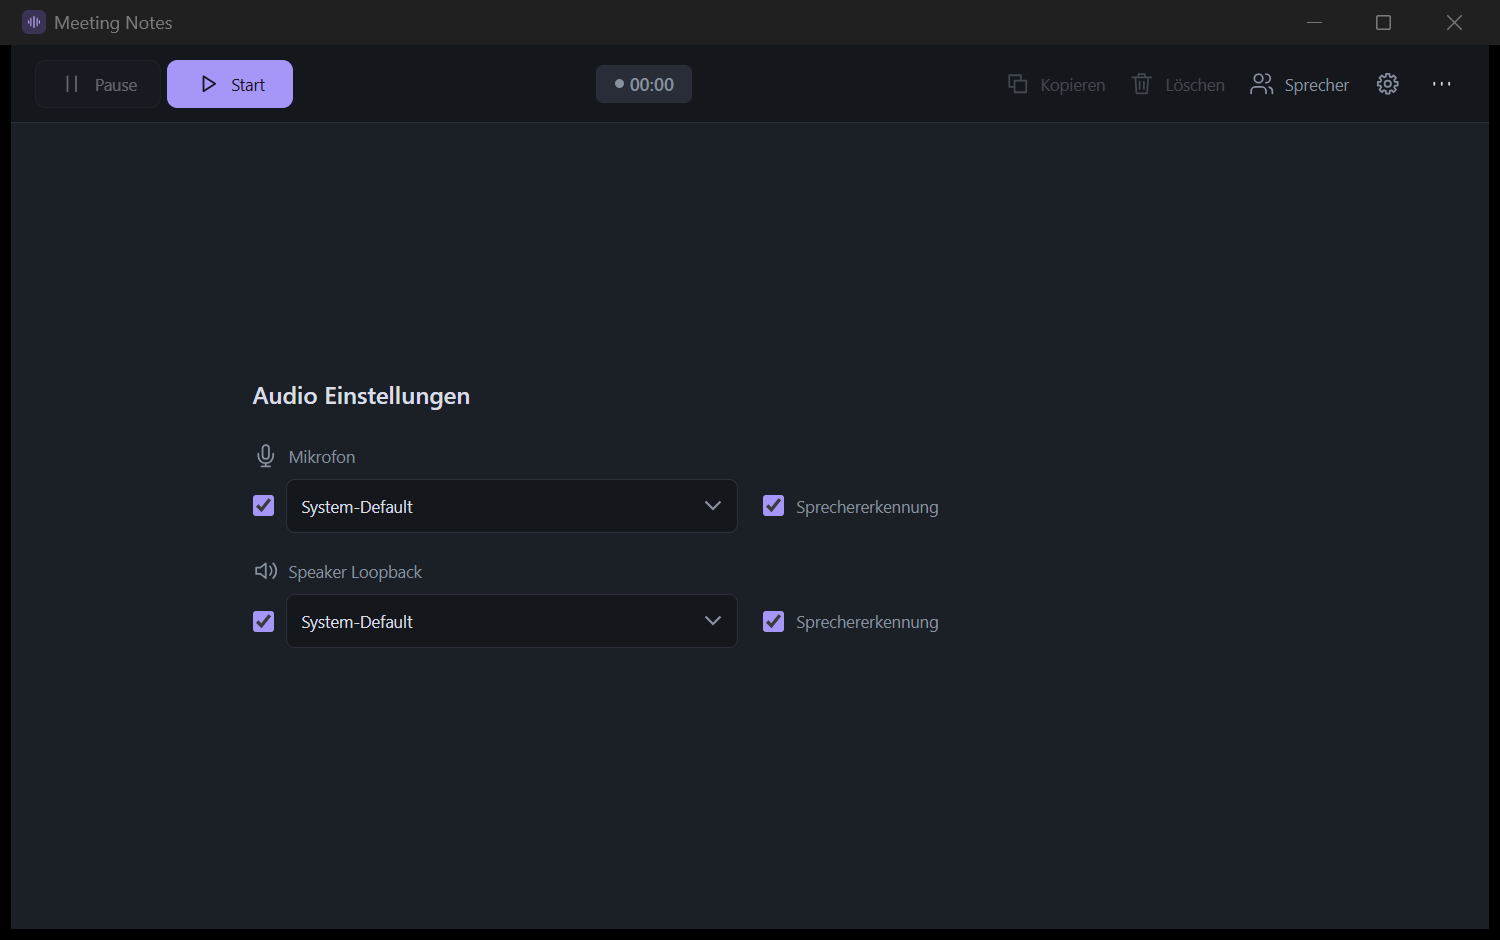 Meeting Notes
Pause
Start
00:00
Kopieren
Löschen
Sprecher
Audio Einstellungen
Mikrofon
System-Default
Sprechererkennung
Speaker Loopback
System-Default
Sprechererkennung